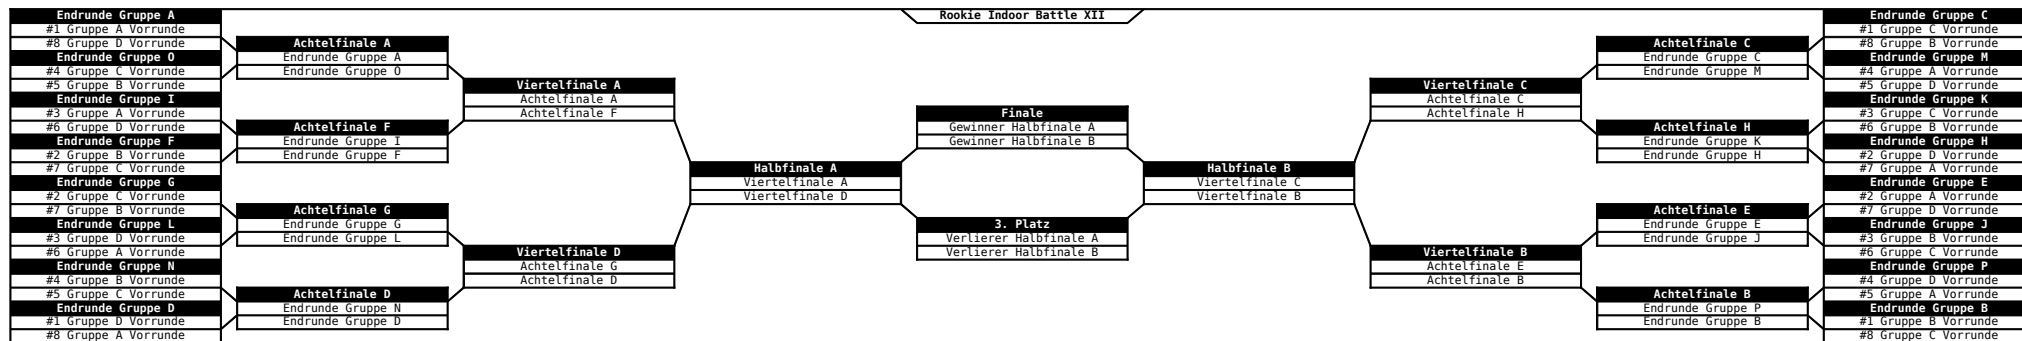 Rookie Indoor Battle XII
Endrunde Gruppe A
#1 Gruppe A Vorrunde
#8 Gruppe D Vorrunde
Endrunde Gruppe O
#4 Gruppe C Vorrunde
#5 Gruppe B Vorrunde
Endrunde Gruppe I
#3 Gruppe A Vorrunde
#6 Gruppe D Vorrunde
Endrunde Gruppe F
#2 Gruppe B Vorrunde
#7 Gruppe C Vorrunde
Endrunde Gruppe G
#2 Gruppe C Vorrunde
#7 Gruppe B Vorrunde
Endrunde Gruppe L
#3 Gruppe D Vorrunde
#6 Gruppe A Vorrunde
Endrunde Gruppe N
#4 Gruppe B Vorrunde
#5 Gruppe C Vorrunde
Endrunde Gruppe D
#1 Gruppe D Vorrunde
#8 Gruppe A Vorrunde
Achtelfinale A
Endrunde Gruppe A
Endrunde Gruppe O
Achtelfinale F
Endrunde Gruppe I
Endrunde Gruppe F
Achtelfinale G
Endrunde Gruppe G
Endrunde Gruppe L
Achtelfinale D
Endrunde Gruppe N
Endrunde Gruppe D
Viertelfinale A
Achtelfinale A
Achtelfinale F
Viertelfinale D
Achtelfinale G
Achtelfinale D
Halbfinale A
Viertelfinale A
Viertelfinale D
Finale
Gewinner Halbfinale A
Gewinner Halbfinale B
3. Platz
Verlierer Halbfinale A
Verlierer Halbfinale B
Halbfinale B
Viertelfinale C
Viertelfinale B
Viertelfinale C
Achtelfinale C
Achtelfinale H
Viertelfinale B
Achtelfinale E
Achtelfinale B
Achtelfinale C
Endrunde Gruppe C
Endrunde Gruppe M
Achtelfinale H
Endrunde Gruppe K
Endrunde Gruppe H
Achtelfinale E
Endrunde Gruppe E
Endrunde Gruppe J
Achtelfinale B
Endrunde Gruppe P
Endrunde Gruppe B
Endrunde Gruppe C
#1 Gruppe C Vorrunde
#8 Gruppe B Vorrunde
Endrunde Gruppe M
#4 Gruppe A Vorrunde
#5 Gruppe D Vorrunde
Endrunde Gruppe K
#3 Gruppe C Vorrunde
#6 Gruppe B Vorrunde
Endrunde Gruppe H
#2 Gruppe D Vorrunde
#7 Gruppe A Vorrunde
Endrunde Gruppe E
#2 Gruppe A Vorrunde
#7 Gruppe D Vorrunde
Endrunde Gruppe J
#3 Gruppe B Vorrunde
#6 Gruppe C Vorrunde
Endrunde Gruppe P
#4 Gruppe D Vorrunde
#5 Gruppe A Vorrunde
Endrunde Gruppe B
#1 Gruppe B Vorrunde
#8 Gruppe C Vorrunde